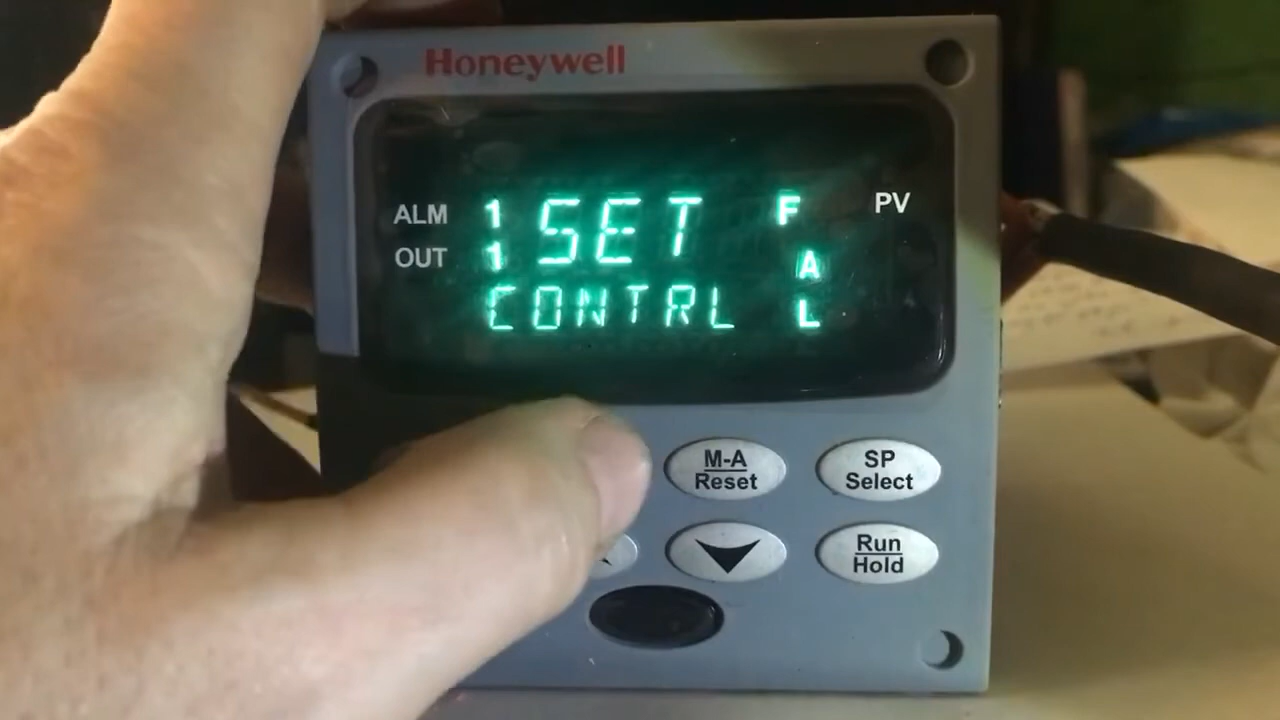 Honeywell
ALM 1 SET F PV
OUT 1 A
CONTRL L
M-A
Reset
SP
Select
Run
Hold